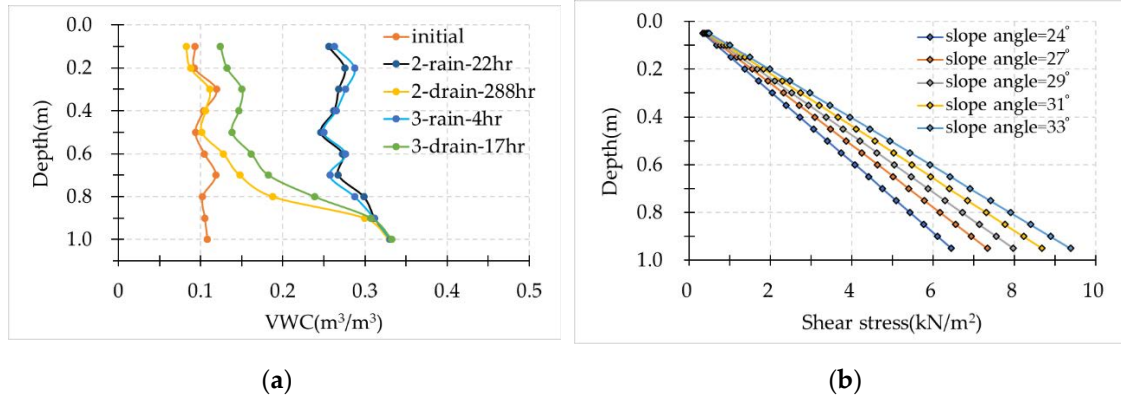 0.0
0.2
0.4
0.6
0.8
1.0
Depth(m)
0
0.1
0.2
0.3
0.4
0.5
VWC(m³/m³)
initial
2-rain-22hr
2-drain-288hr
3-rain-4hr
3-drain-17hr
(a)
0.0
0.2
0.4
0.6
0.8
1.0
Depth(m)
0
2
4
6
8
10
Shear stress(kN/m²)
slope angle=24°
slope angle=27°
slope angle=29°
slope angle=31°
slope angle=33°
(b)